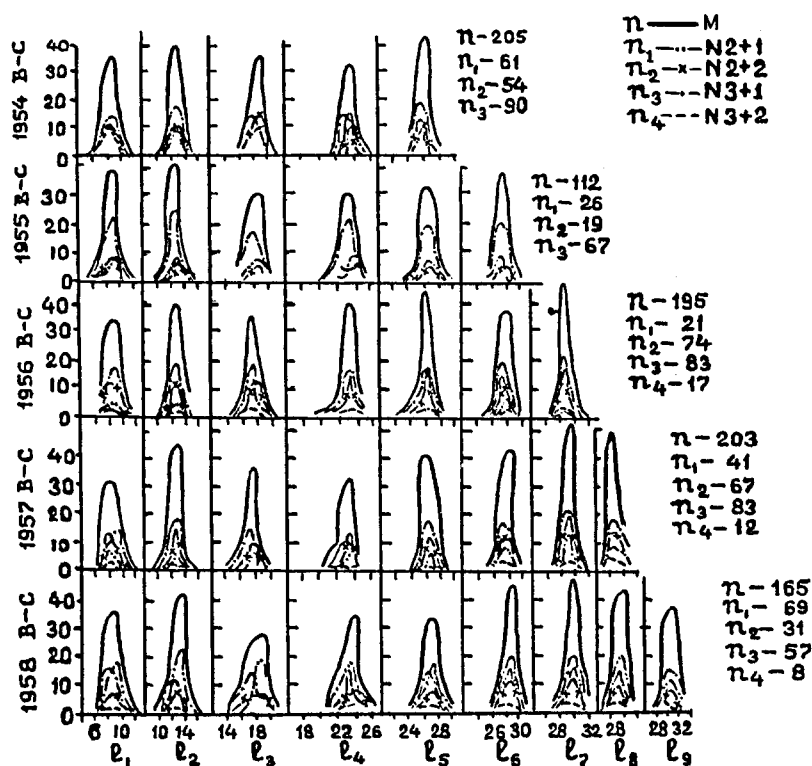 n — M
n1 — N2+1
n2 — N2+2
n3 — N3+1
n4 — N3+2
1954 B-C
40
30
20
10
0
n-205
n1-61
n2-54
n3-90
1955 B-C
40
30
20
10
0
n-112
n1-26
n2-19
n3-67
1956 B-C
40
30
20
10
0
n-195
n1-21
n2-74
n3-83
n4-17
1957 B-C
40
30
20
10
0
n-203
n1-41
n2-67
n3-83
n4-12
1958 B-C
40
30
20
10
0
n-165
n1-69
n2-31
n3-57
n4-8
6 10 10 14 14 18 18 22 26 24 28 26 30 28 32 28 28 32
ℓ1 ℓ2 ℓ3 ℓ4 ℓ5 ℓ6 ℓ7 ℓ8 ℓ9